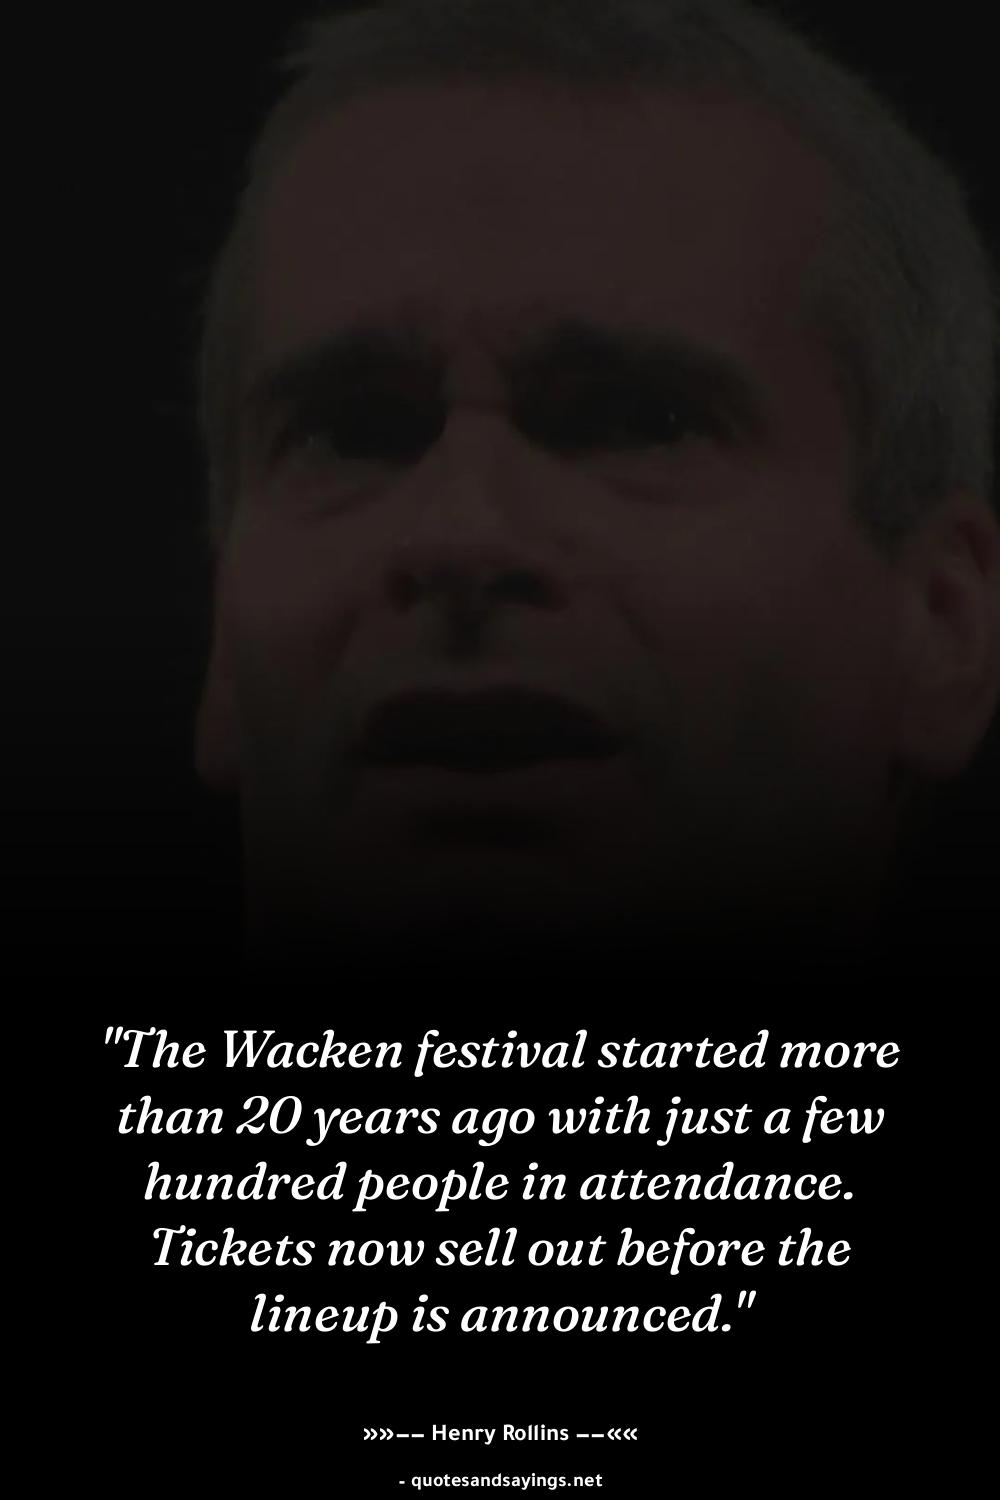 "The Wacken festival started more
than 20 years ago with just a few
hundred people in attendance.
Tickets now sell out before the
lineup is announced."
»»–– Henry Rollins ––««
- quotesandsayings.net